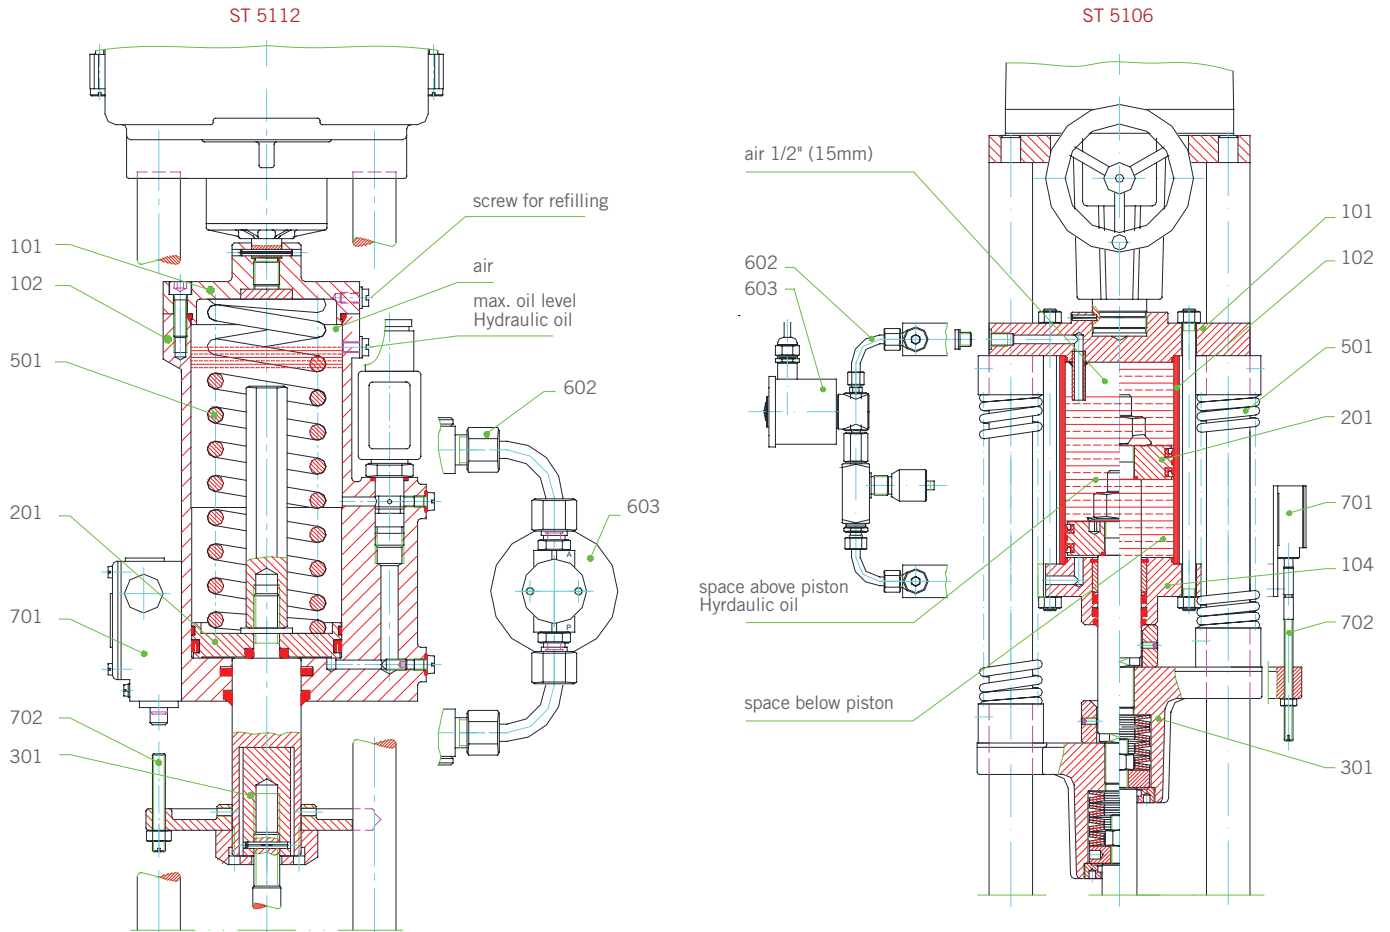 ST 5112
screw for refilling
101
air
102
max. oil level
Hydraulic oil
501
602
201
603
701
702
301
A
P
ST 5106
air 1/2" (15mm)
101
602
102
603
501
201
701
104
space above piston
Hyrdaulic oil
702
space below piston
301